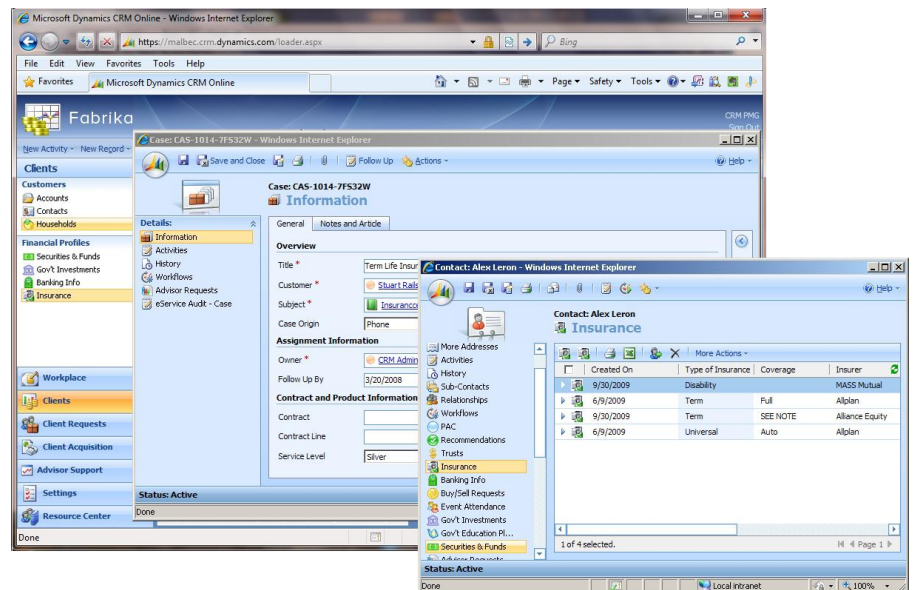 Microsoft Dynamics CRM Online - Windows Internet Explorer
https://malbec.crm.dynamics.com/loader.aspx
Bing
File Edit View Favorites Tools Help
Favorites Microsoft Dynamics CRM Online Page Safety Tools
Fabrika
CRM PMG
Sign Out
New Activity New Record
Clients
Customers
Accounts
Contacts
Households
Financial Profiles
Securities & Funds
Gov't Investments
Banking Info
Insurance
Workplace
Clients
Client Requests
Client Acquisition
Advisor Support
Settings
Resource Center
Done
Case: CAS-1014-7FS32W - Windows Internet Explorer
Save and Close Follow Up Actions Help
Case: CAS-1014-7FS32W
Information
Details:
Information
Activities
History
Workflows
Advisor Requests
eService Audit - Case
General Notes and Article
Overview
Title * Term Life Insur
Customer * Stuart Rails
Subject * Insurance
Case Origin Phone
Assignment Information
Owner * CRM Admin
Follow Up By 3/20/2008
Contract and Product Information
Contract
Contract Line
Service Level Silver
Status: Active
Done
Contact: Alex Leron - Windows Internet Explorer
Help
Contact: Alex Leron
Insurance
More Addresses
Activities
History
Sub-Contacts
Relationships
Workflows
PAC
Recommendations
Trusts
Insurance
Banking Info
Buy/Sell Requests
Event Attendance
Gov't Investments
Gov't Education Pl...
Securities & Funds
Advisor Requests
More Actions
Created On Type of Insurance Coverage Insurer
9/30/2009 Disability MASS Mutual
6/9/2009 Term Full Allplan
9/30/2009 Term SEE NOTE Alliance Equity
6/9/2009 Universal Auto Allplan
1 of 4 selected. Page 1
Status: Active
Done Local intranet 100%